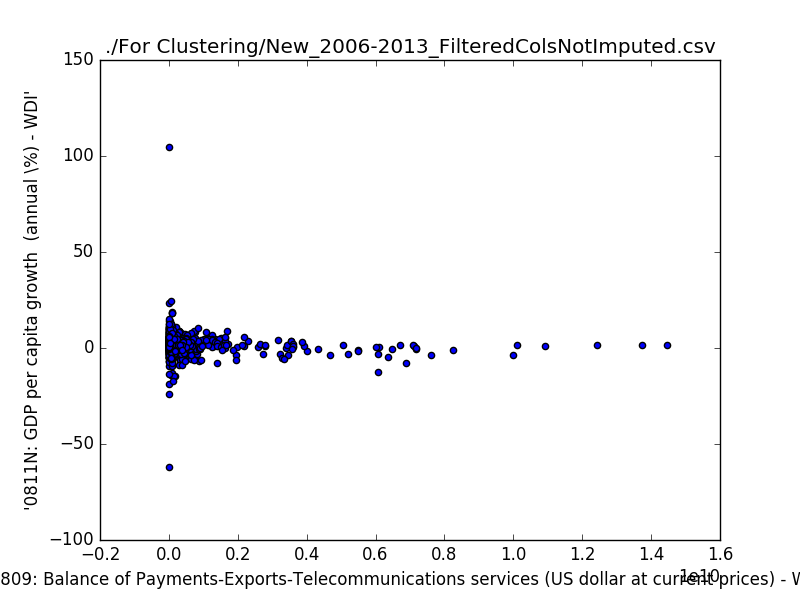 ./For Clustering/New_2006-2013_FilteredColsNotImputed.csv
'0811N: GDP per capita growth  (annual \%) - WDI'
150
100
50
0
−50
−100
−0.2 0.0 0.2 0.4 0.6 0.8 1.0 1.2 1.4 1.6
1e10
809: Balance of Payments-Exports-Telecommunications services (US dollar at current prices) - W